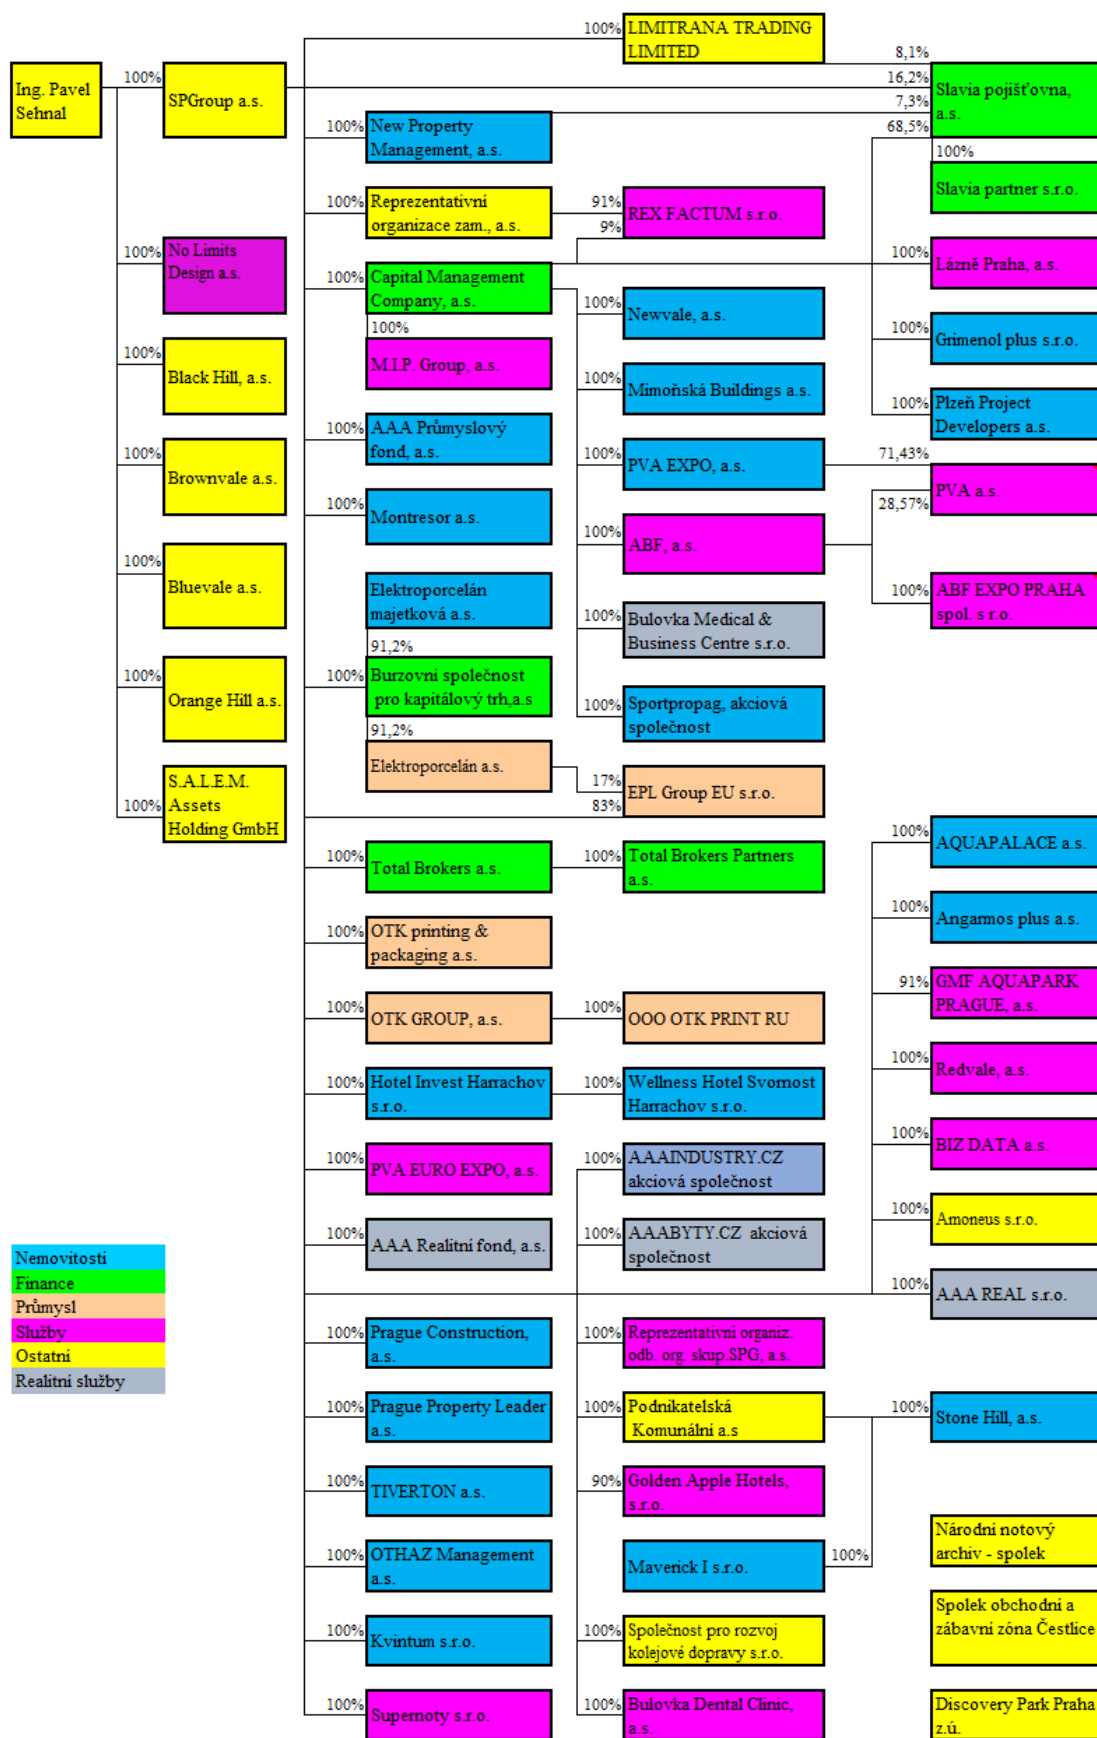 100%
LIMITRANA TRADING
LIMITED
8,1%
Ing. Pavel
Sehnal
100%
SPGroup a.s.
16,2%
Slavia pojišťovna,
a.s.
7,3%
68,5%
100%
New Property
Management, a.s.
100%
Slavia partner s.r.o.
100%
Reprezentativní
organizace zam., a.s.
91%
REX FACTUM s.r.o.
9%
100%
No Limits
Design a.s.
100%
Capital Management
Company, a.s.
100%
Lázně Praha, a.s.
100%
Newvale, a.s.
100%
M.I.P. Group, a.s.
100%
Grimenol plus s.r.o.
100%
Black Hill, a.s.
100%
Mimoňská Buildings a.s.
100%
Plzeň Project
Developers a.s.
100%
AAA Průmyslový
fond, a.s.
100%
Brownvale a.s.
100%
PVA EXPO, a.s.
71,43%
PVA a.s.
28,57%
100%
Montresor a.s.
100%
ABF, a.s.
100%
Bluevale a.s.
Elektroporcelán
majetková a.s.
91,2%
100%
ABF EXPO PRAHA
spol. s r.o.
100%
Bulovka Medical &
Business Centre s.r.o.
100%
Orange Hill a.s.
100%
Burzovní společnost
pro kapitálový trh,a.s
91,2%
100%
Sportpropag, akciová
společnost
Elektroporcelán a.s.
17%
EPL Group EU s.r.o.
83%
100%
S.A.L.E.M.
Assets
Holding GmbH
100%
AQUAPALACE a.s.
100%
Total Brokers a.s.
100%
Total Brokers Partners
a.s.
100%
Angarmos plus a.s.
100%
OTK printing &
packaging a.s.
91%
GMF AQUAPARK
PRAGUE, a.s.
100%
OTK GROUP, a.s.
100%
OOO OTK PRINT RU
100%
Redvale, a.s.
100%
Hotel Invest Harrachov
s.r.o.
100%
Wellness Hotel Svornost
Harrachov s.r.o.
100%
BIZ DATA a.s.
100%
PVA EURO EXPO, a.s.
100%
AAAINDUSTRY.CZ
akciová společnost
100%
Amoneus s.r.o.
100%
AAA Realitní fond, a.s.
100%
AAABYTY.CZ akciová
společnost
100%
AAA REAL s.r.o.
Nemovitosti
Finance
Průmysl
Služby
Ostatní
Realitní služby
100%
Prague Construction,
a.s.
100%
Reprezentativní organiz.
odb. org. skup.SPG, a.s.
100%
Prague Property Leader
a.s.
100%
Podnikatelská
Komunální a.s
100%
Stone Hill, a.s.
100%
TIVERTON a.s.
90%
Golden Apple Hotels,
s.r.o.
Národní notový
archiv - spolek
100%
OTHAZ Management
a.s.
Maverick I s.r.o.
100%
Spolek obchodní a
zábavní zóna Čestlice
100%
Kvintum s.r.o.
100%
Společnost pro rozvoj
kolejové dopravy s.r.o.
100%
Supernoty s.r.o.
100%
Bulovka Dental Clinic,
a.s.
Discovery Park Praha
z.ú.